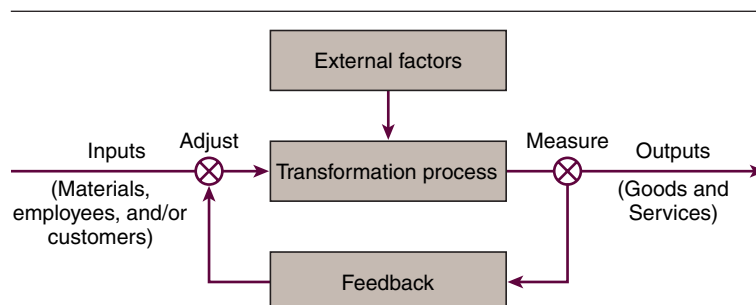 External factors
Inputs
Adjust
Transformation process
Measure
Outputs
(Materials,
employees, and/or
customers)
(Goods and
Services)
Feedback